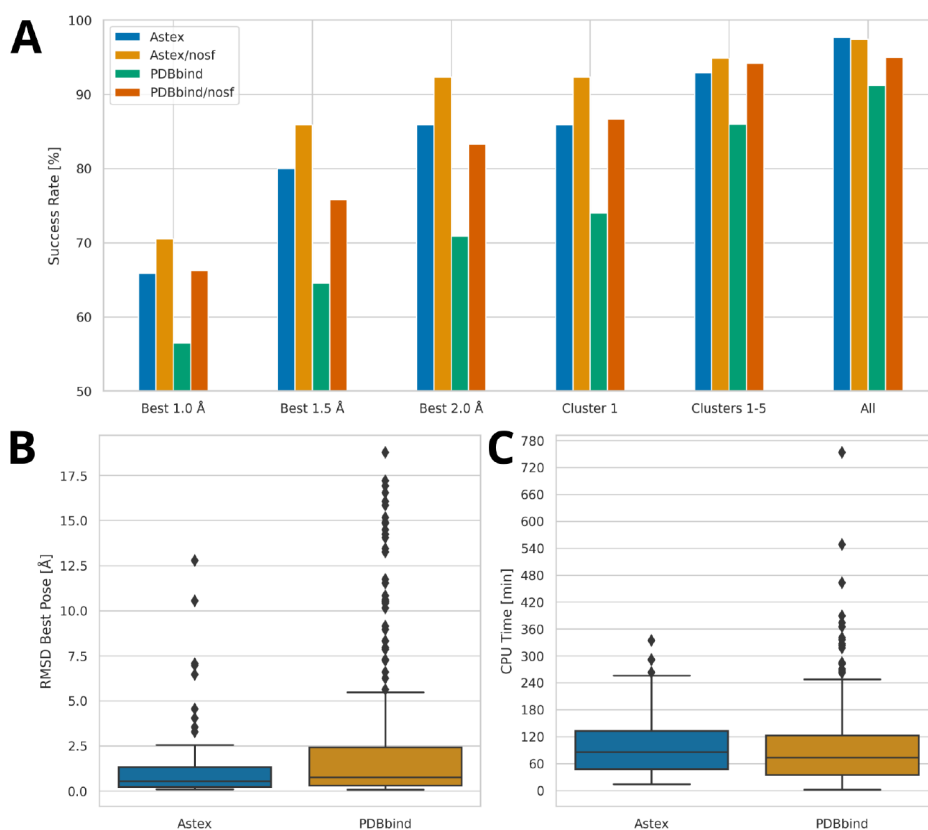 A
Success Rate [%]
100
90
80
70
60
50
Astex
Astex/nosf
PDBbind
PDBbind/nosf
Best 1.0 Å
Best 1.5 Å
Best 2.0 Å
Cluster 1
Clusters 1-5
All
B
RMSD Best Pose [Å]
17.5
15.0
12.5
10.0
7.5
5.0
2.5
0.0
Astex
PDBbind
C
CPU Time [min]
780
720
660
600
540
480
420
360
300
240
180
120
60
0
Astex
PDBbind